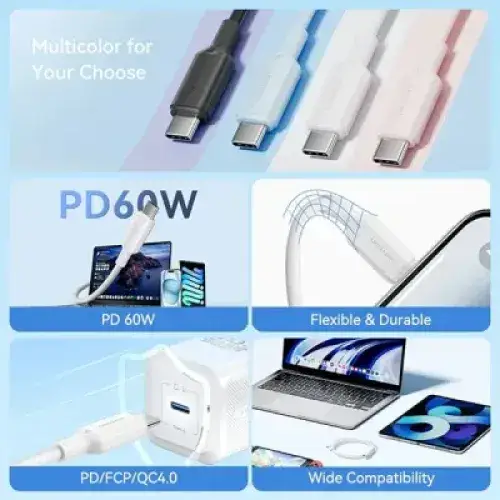 Multicolor for
Your Choose
PD60W
PD 60W
Flexible & Durable
PD/FCP/QC4.0
Wide Compatibility